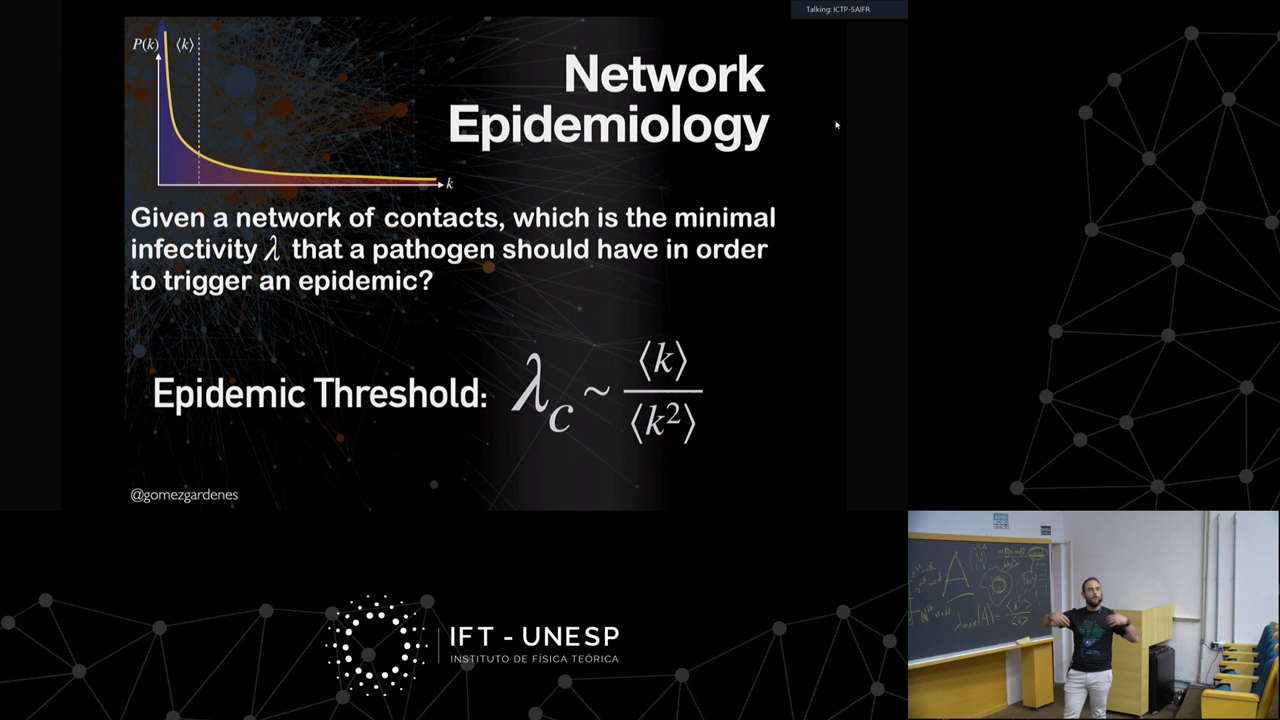 Talking: ICTP-SAIFR
P(k)
⟨k⟩
k
Network
Epidemiology
Given a network of contacts, which is the minimal
infectivity λ that a pathogen should have in order
to trigger an epidemic?
Epidemic Threshold: λc ~ ⟨k⟩ / ⟨k²⟩
@gomezgardenes
IFT - UNESP
INSTITUTO DE FÍSICA TEÓRICA
A